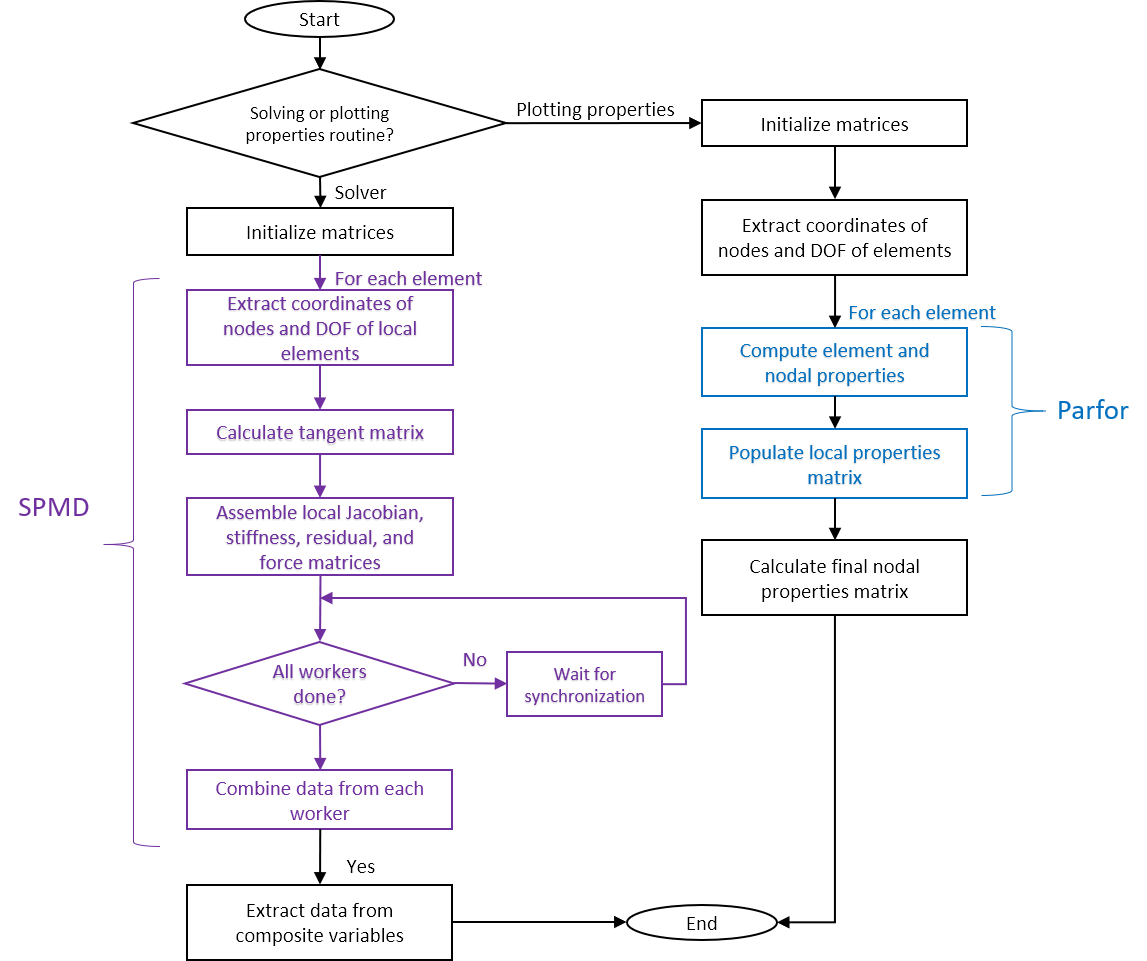 Start
Solving or plotting
properties routine?
Plotting properties
Initialize matrices
Solver
Initialize matrices
Extract coordinates of
nodes and DOF of elements
For each element
Extract coordinates of
nodes and DOF of local
elements
For each element
Compute element and
nodal properties
Parfor
Calculate tangent matrix
Populate local properties
matrix
SPMD
Assemble local Jacobian,
stiffness, residual, and
force matrices
Calculate final nodal
properties matrix
All workers
done?
No
Wait for
synchronization
Combine data from each
worker
Yes
Extract data from
composite variables
End